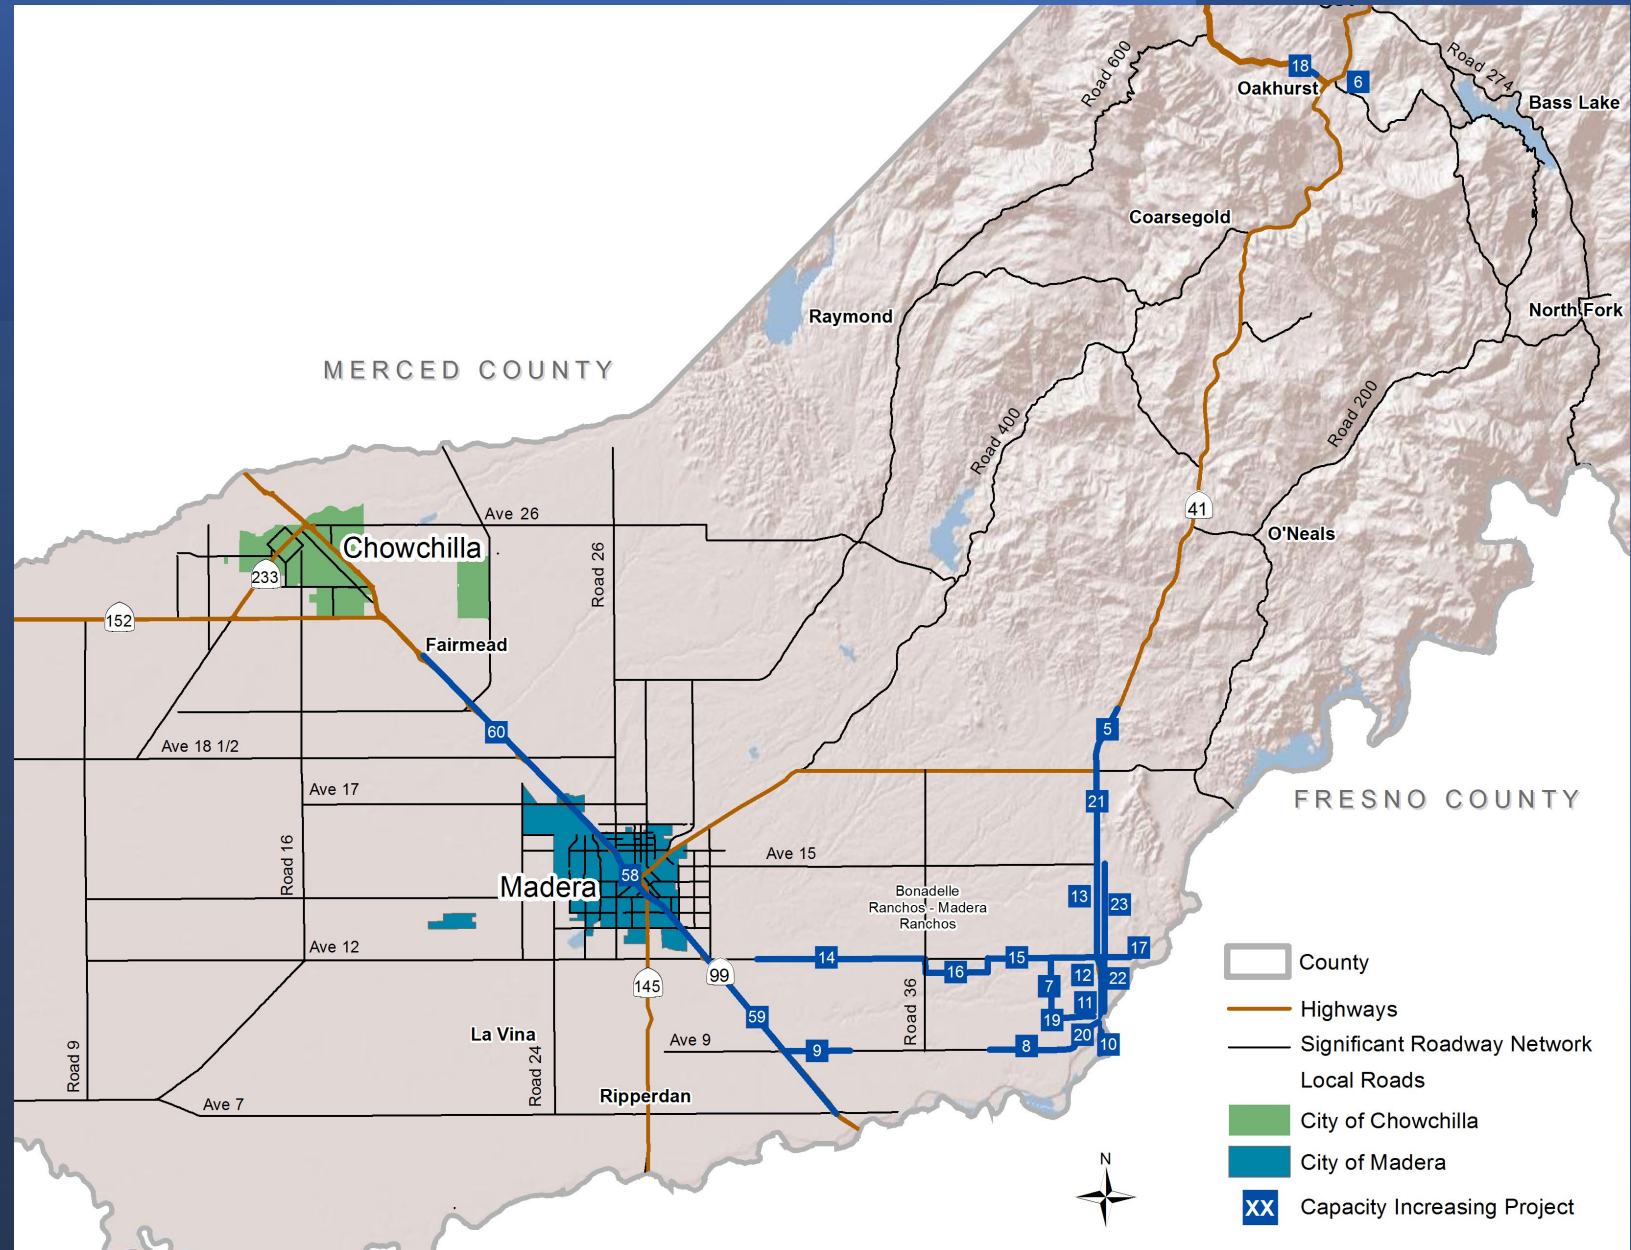 18
Oakhurst
6
Road 600
Road 274
Bass Lake
Coarsegold
Raymond
North Fork
MERCED COUNTY
Road 400
Road 200
41
O'Neals
Ave 26
Chowchilla
233
Road 26
152
Fairmead
60
5
Ave 18 1/2
21
FRESNO COUNTY
Ave 17
Road 16
58
Madera
Ave 15
Bonadelle
Ranchos - Madera
Ranchos
13
23
Ave 12
14
16
15
17
12
22
7
11
19
20
10
8
9
99
145
59
Road 36
La Vina
Road 24
Ave 9
Road 9
Ripperdan
Ave 7
County
Highways
Significant Roadway Network
Local Roads
City of Chowchilla
City of Madera
XX Capacity Increasing Project
N